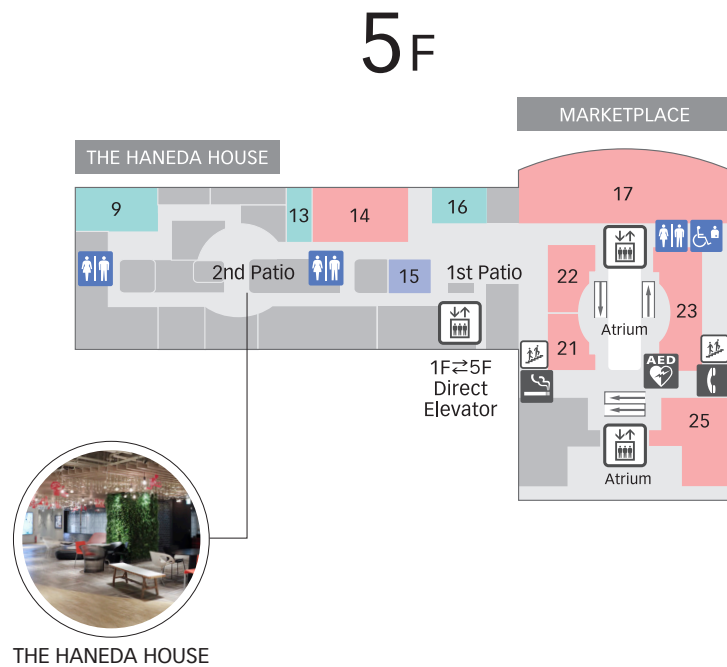 5F
MARKETPLACE
THE HANEDA HOUSE
9
13
14
16
17
2nd Patio
15
1st Patio
22
Atrium
23
21
AED
1F⇄5F
Direct
Elevator
25
Atrium
THE HANEDA HOUSE